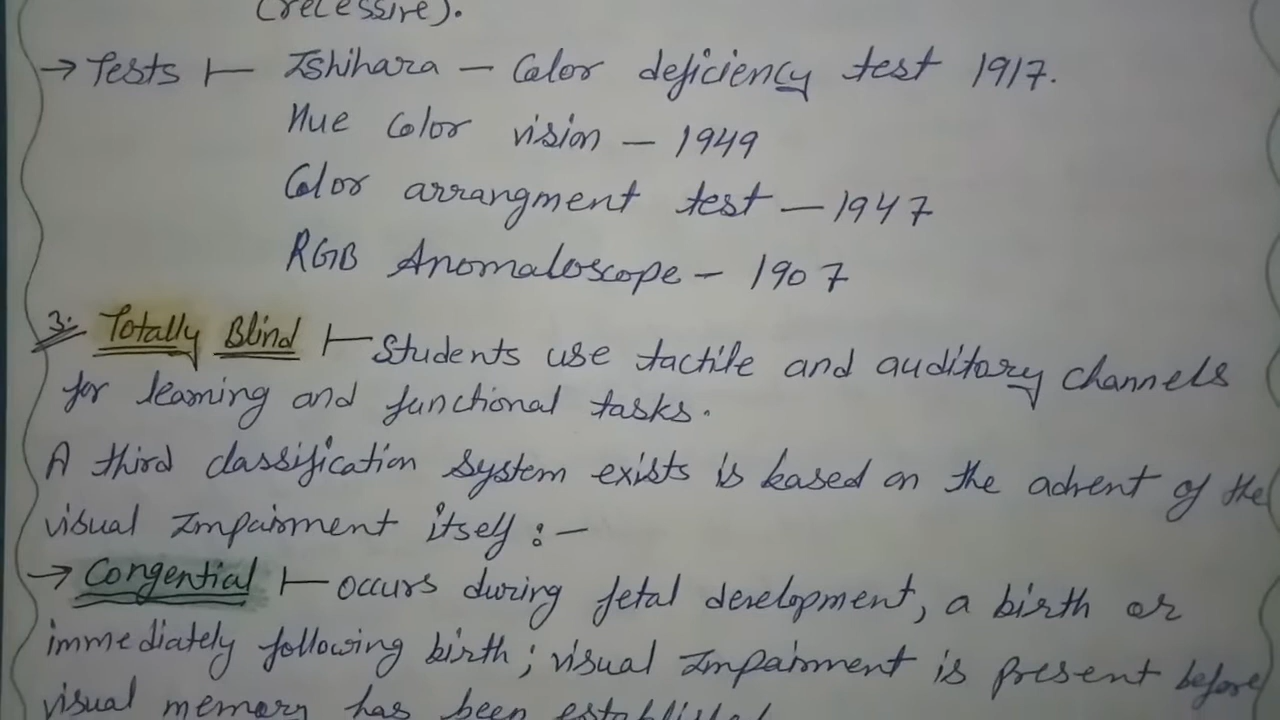 (recessive).
→ Tests ⊢ Ishihara - Color deficiency test 1917.
Hue Color vision - 1949
Color arrangment test - 1947
RGB Anomaloscope - 1907
3. Totally Blind ⊢ Students use tactile and auditory channels
for learning and functional tasks.
A third classification system exists is based on the advent of the
visual Impairment itself :-
→ Congential ⊢ occurs during fetal development, a birth or
immediately following birth ; visual Impairment is present before
visual memory has been established